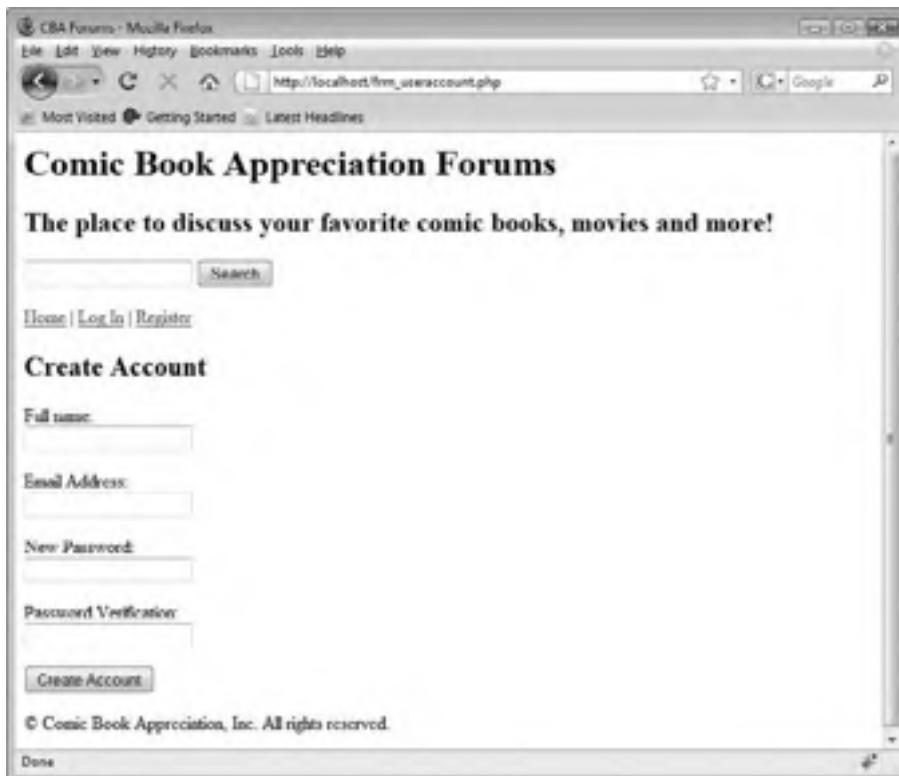 CBA Forums - Mozilla Firefox
File Edit View History Bookmarks Tools Help
http://localhost/frm_useraccount.php
Google
Most Visited Getting Started Latest Headlines
Comic Book Appreciation Forums
The place to discuss your favorite comic books, movies and more!
Search
Home | Log In | Register
Create Account
Full name:
Email Address:
New Password:
Password Verification:
Create Account
© Comic Book Appreciation, Inc. All rights reserved.
Done